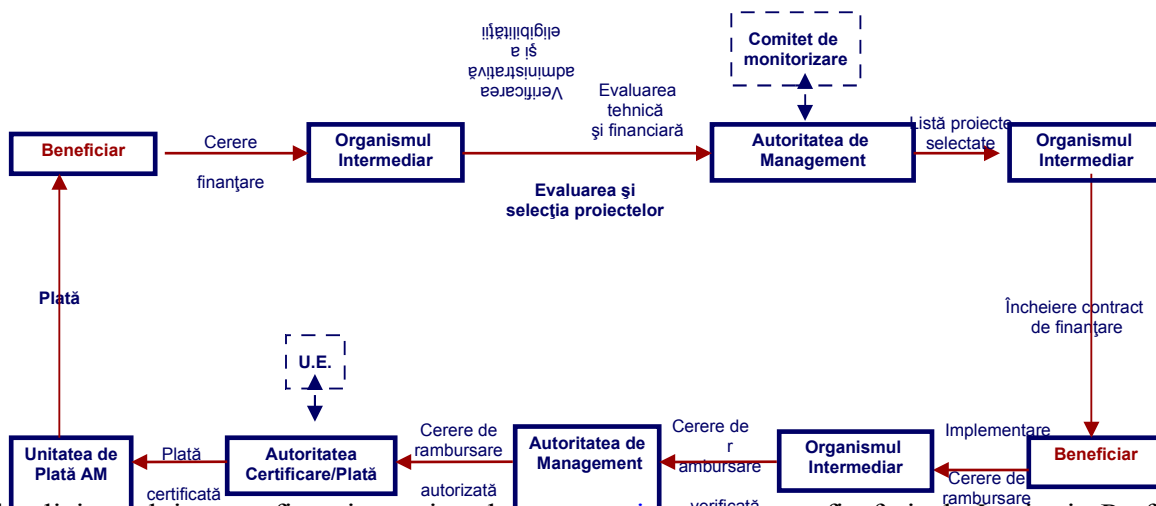 Verificarea
administrativă
şi a
eligibilităţii
Comitet de
monitorizare
Evaluarea
tehnică
şi financiară
Beneficiar
Cerere
finanţare
Organismul
Intermediar
Evaluarea şi
selecţia proiectelor
Autoritatea de
Management
Listă proiecte
selectate
Organismul
Intermediar
Plată
Încheiere contract
de finanţare
U.E.
Unitatea de
Plată AM
Plată
certificată
Autoritatea
Certificare/Plată
Cerere de
rambursare
autorizată
Autoritatea de
Management
Cerere de
r
ambursare
verificată
Organismul
Intermediar
Implementare
Cerere de
rambursare
Beneficiar